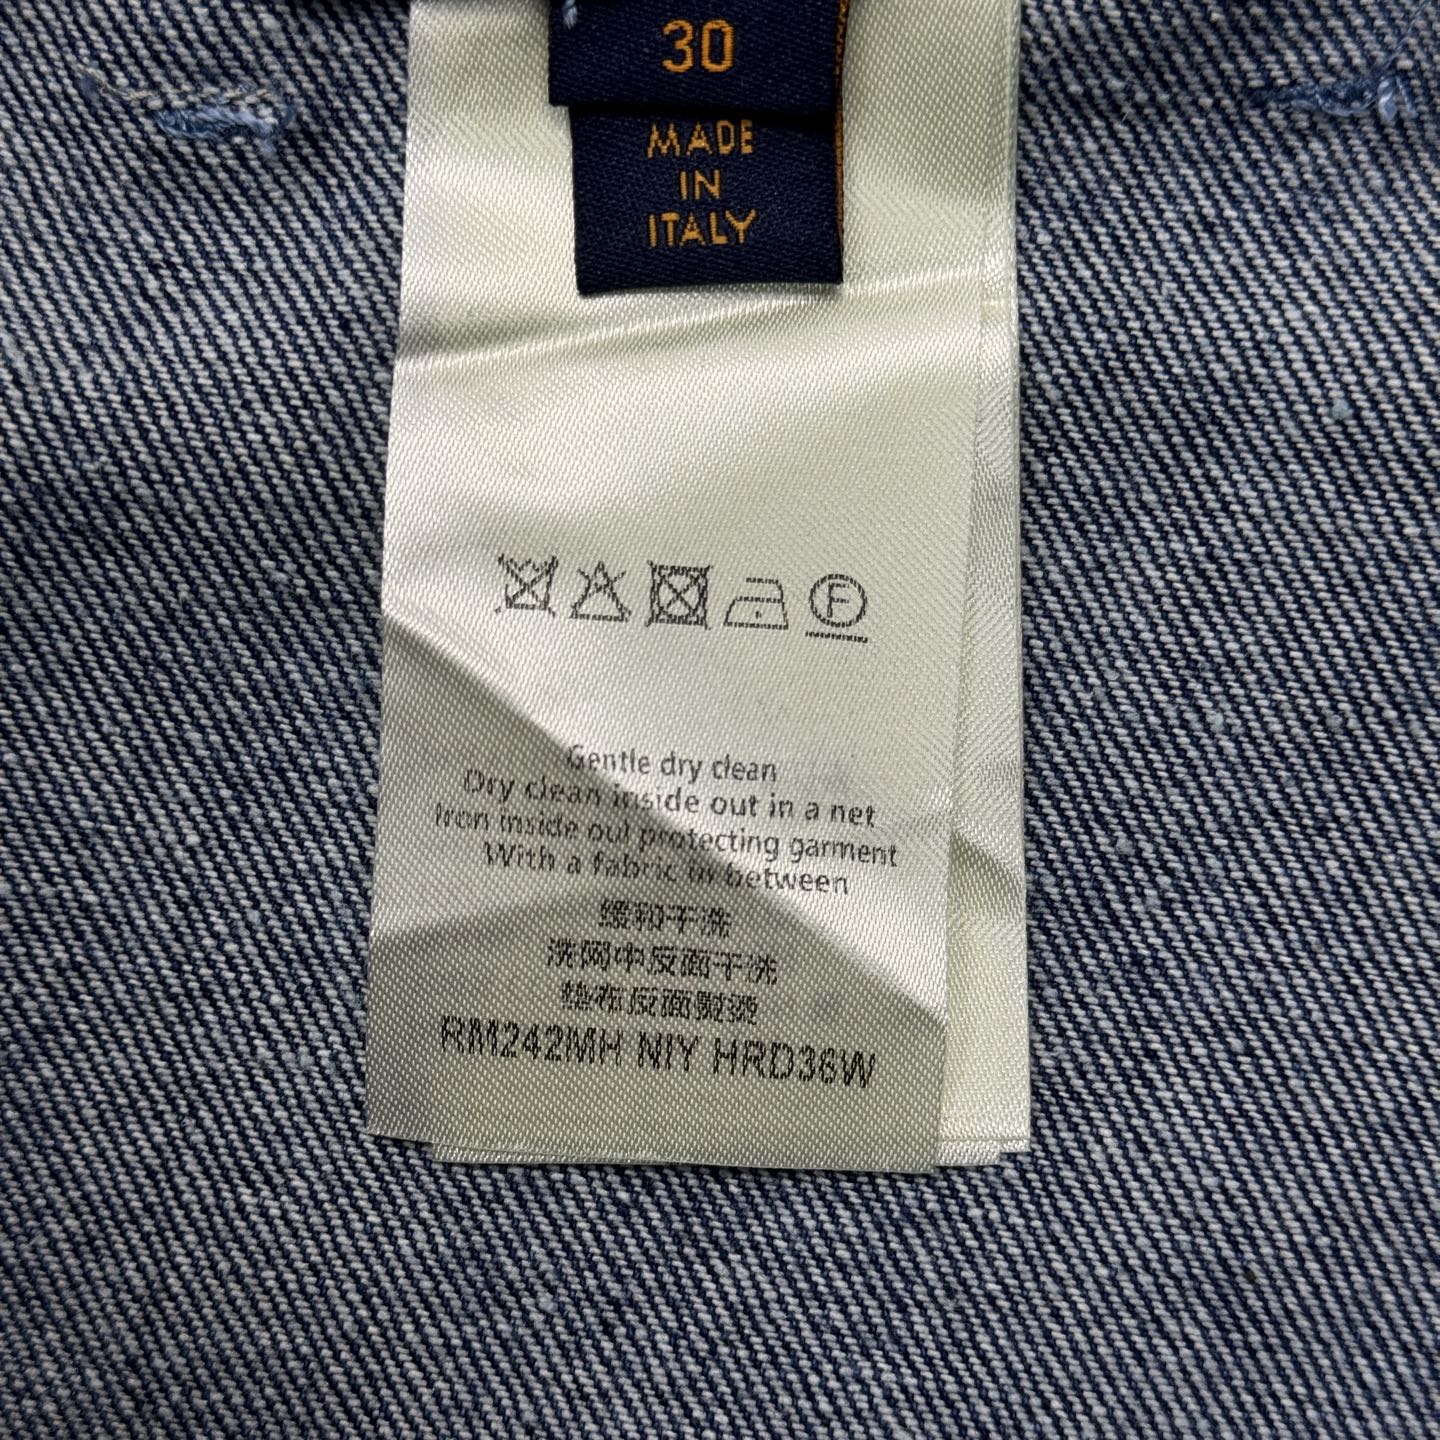 30
MADE
IN
ITALY
F
Gentle dry clean
Dry clean inside out in a net
Iron inside out protecting garment
With a fabric in between
缓和干洗
洗网中反面干洗
垫布反面熨烫
RM242MH NIY HRD36W